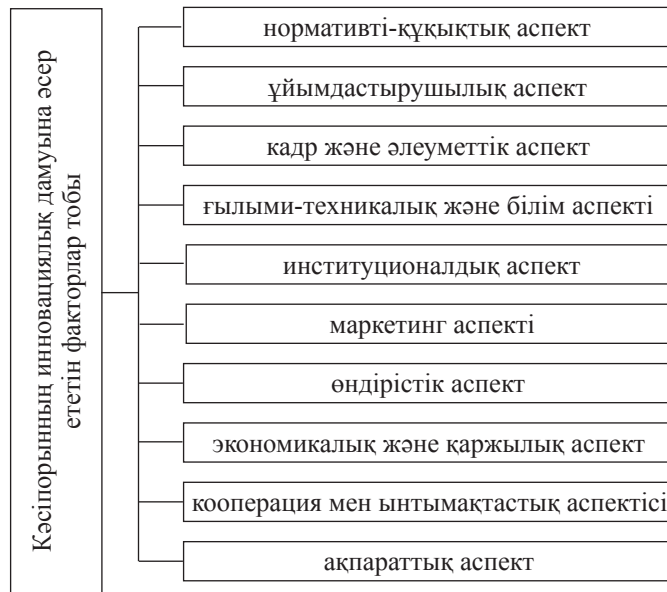 Кәсіпорынның инновациялық дамуына әсер
ететін факторлар тобы
нормативті-құқықтық аспект
ұйымдастырушылық аспект
кадр және әлеуметтік аспект
ғылыми-техникалық және білім аспекті
институционалдық аспект
маркетинг аспекті
өндірістік аспект
экономикалық және қаржылық аспект
кооперация мен ынтымақтастық аспектісі
ақпараттық аспект